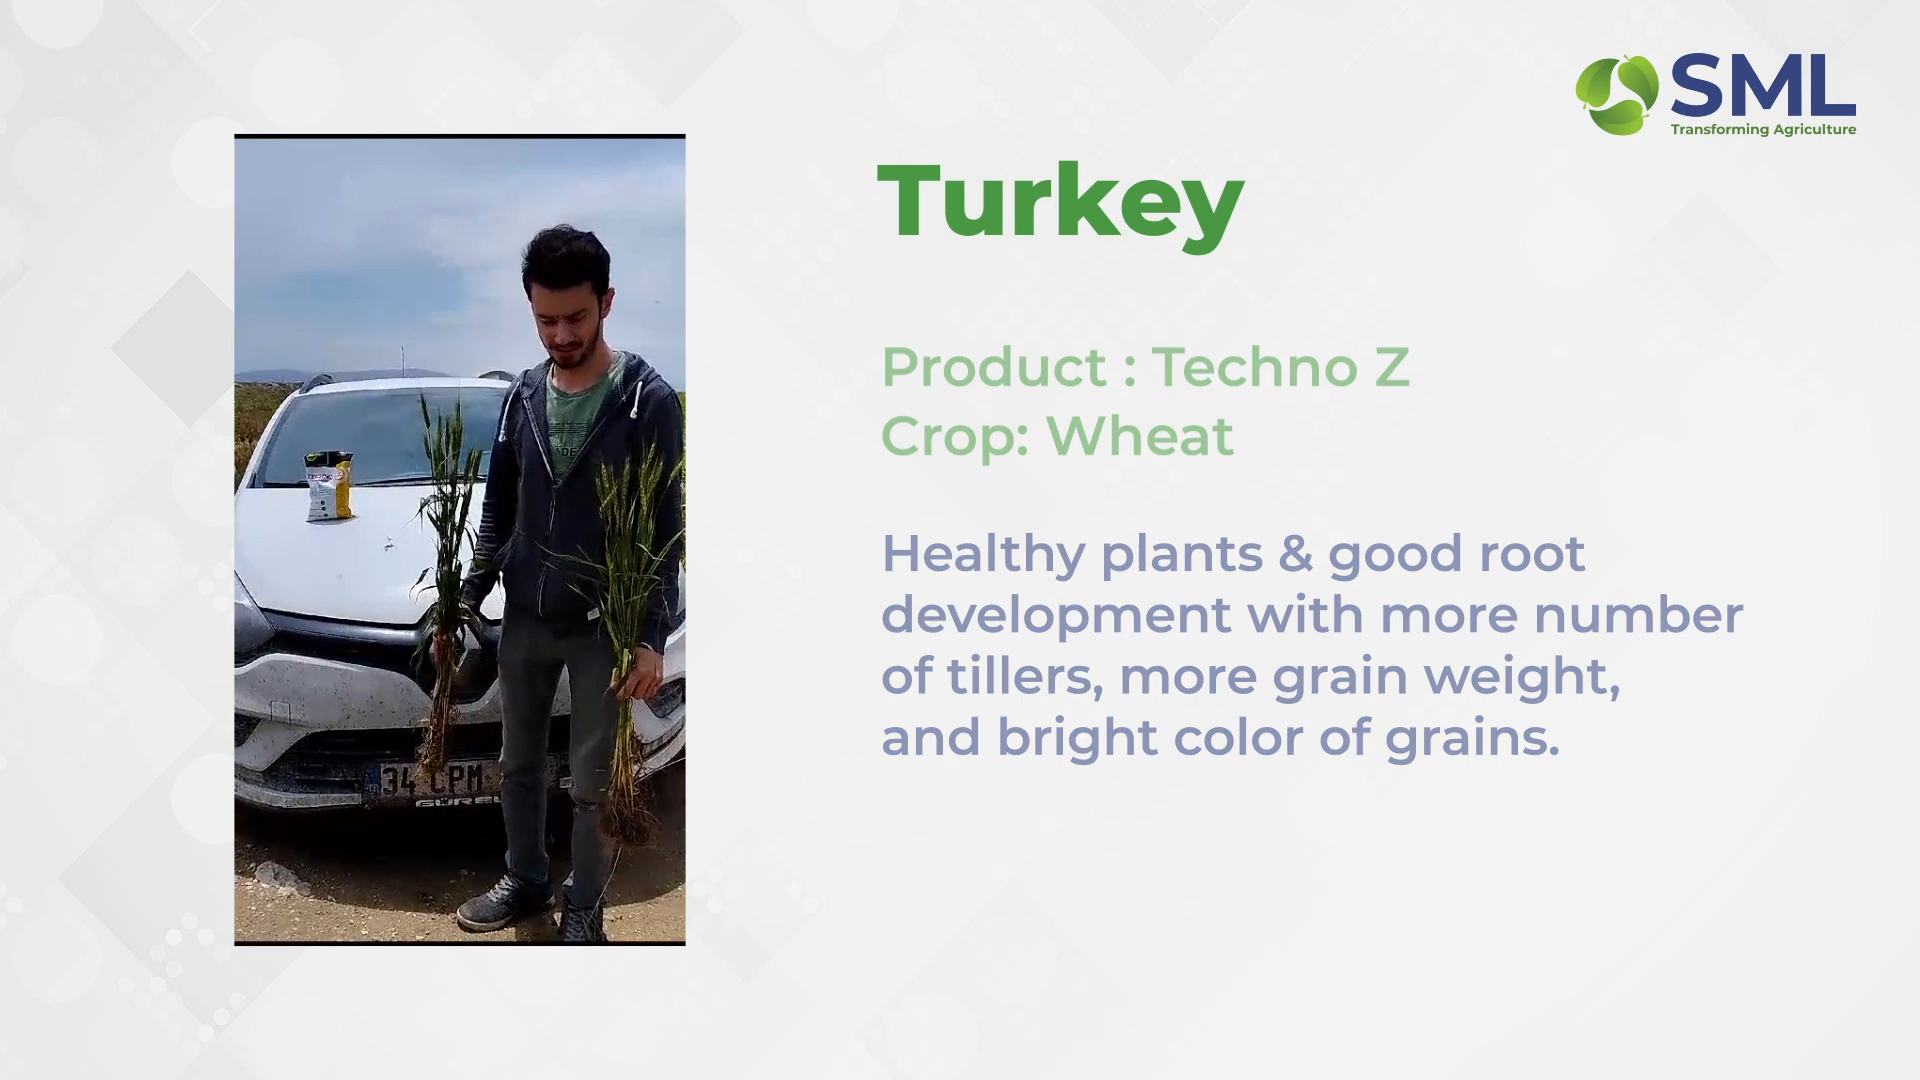 SML
Transforming Agriculture
Turkey
Product : Techno Z
Crop: Wheat
Healthy plants & good root
development with more number
of tillers, more grain weight,
and bright color of grains.
34 CPM